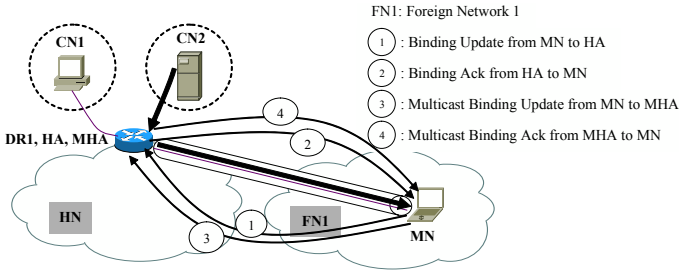 FN1: Foreign Network 1
CN1
CN2
1 : Binding Update from MN to HA
2 : Binding Ack from HA to MN
3 : Multicast Binding Update from MN to MHA
4 : Multicast Binding Ack from MHA to MN
4
DR1, HA, MHA
2
HN
FN1
1
3
MN